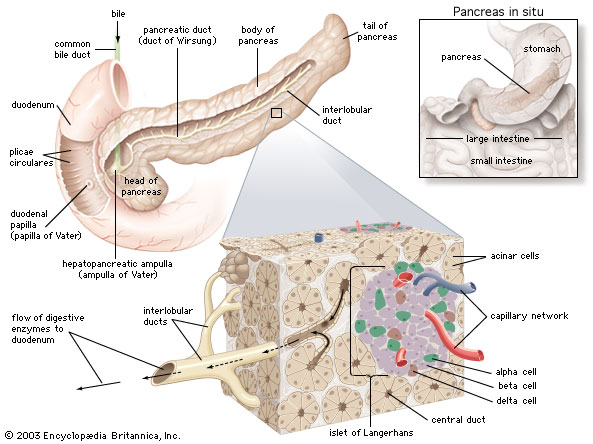 bile
common
bile duct
pancreatic duct
(duct of Wirsung)
body of
pancreas
tail of
pancreas
duodenum
interlobular
duct
plicae
circulares
head of
pancreas
duodenal
papilla
(papilla of Vater)
hepatopancreatic ampulla
(ampulla of Vater)
Pancreas in situ
stomach
pancreas
large intestine
small intestine
acinar cells
flow of digestive
enzymes to
duodenum
interlobular
ducts
capillary network
alpha cell
beta cell
delta cell
central duct
islet of Langerhans
© 2003 Encyclopædia Britannica, Inc.